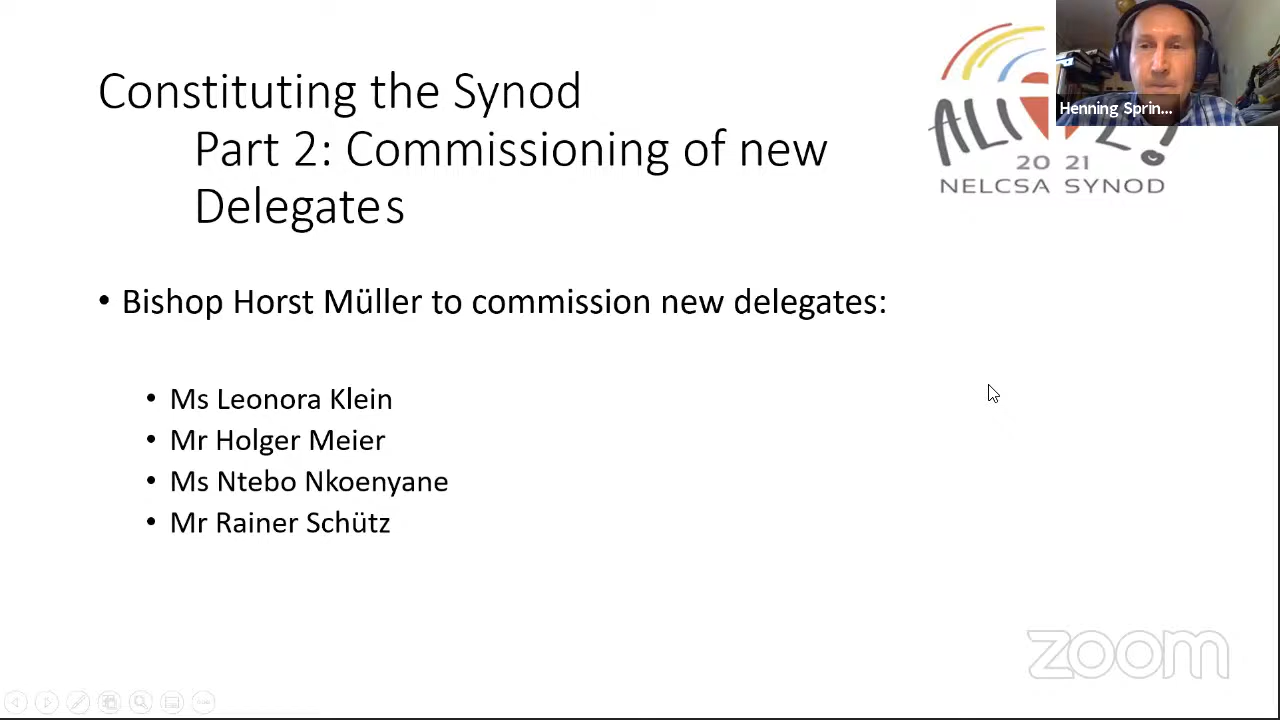 Constituting the Synod
Part 2: Commissioning of new
Delegates
Henning Sprin...
20 21
NELCSA SYNOD
• Bishop Horst Müller to commission new delegates:
• Ms Leonora Klein
• Mr Holger Meier
• Ms Ntebo Nkoenyane
• Mr Rainer Schütz
zoom